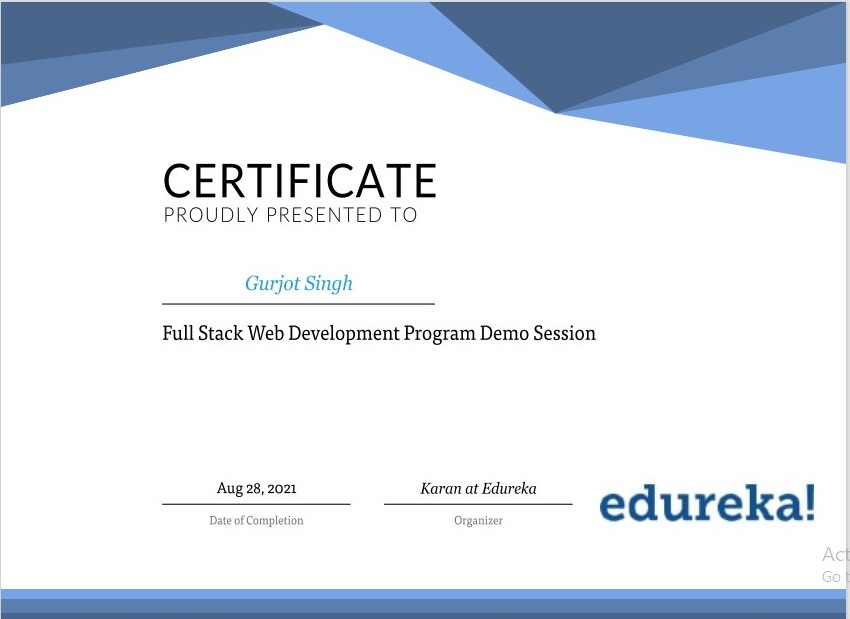 CERTIFICATE
PROUDLY PRESENTED TO
Gurjot Singh
Full Stack Web Development Program Demo Session
Aug 28, 2021
Date of Completion
Karan at Edureka
Organizer
edureka!
Go